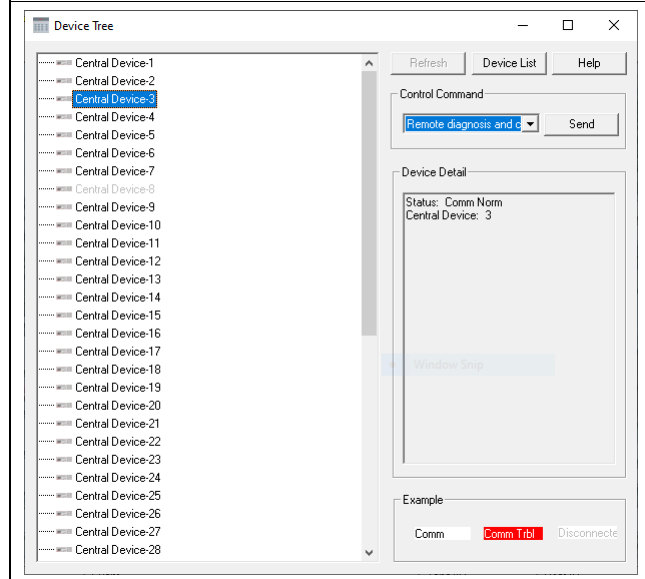 Device Tree
Central Device-1
Central Device-2
Central Device-3
Central Device-4
Central Device-5
Central Device-6
Central Device-7
Central Device-8
Central Device-9
Central Device-10
Central Device-11
Central Device-12
Central Device-13
Central Device-14
Central Device-15
Central Device-16
Central Device-17
Central Device-18
Central Device-19
Central Device-20
Central Device-21
Central Device-22
Central Device-23
Central Device-24
Central Device-25
Central Device-26
Central Device-27
Central Device-28
Refresh Device List Help
Control Command
Remote diagnosis and c Send
Device Detail
Status: Comm Norm
Central Device: 3
Window Snip
Example
Comm Comm Trbl Disconnecte